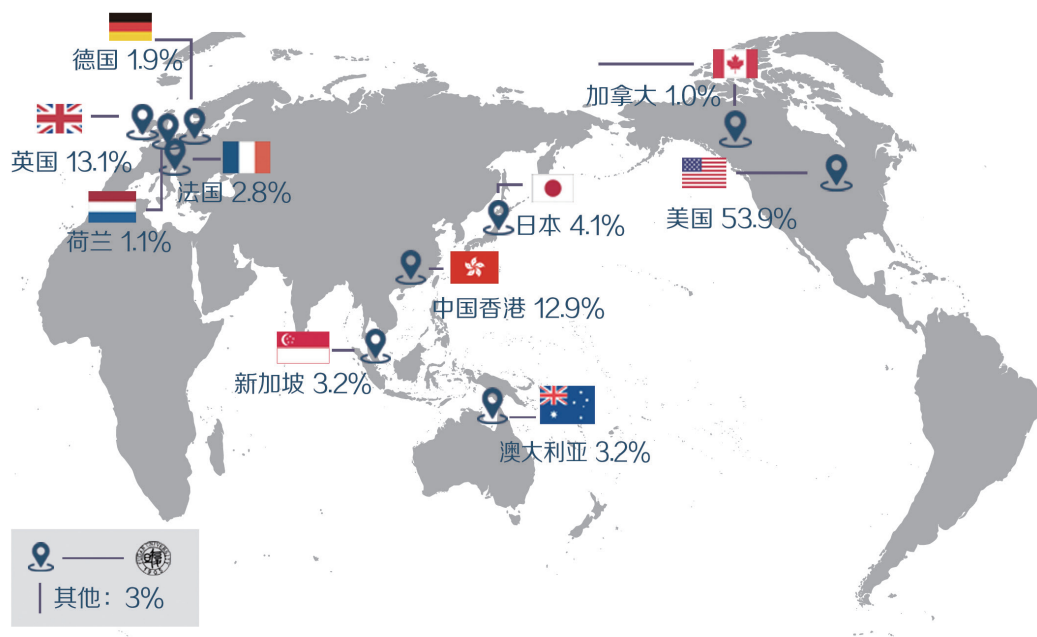 德国 1.9%
加拿大 1.0%
英国 13.1%
法国 2.8%
荷兰 1.1%
日本 4.1%
美国 53.9%
中国香港 12.9%
新加坡 3.2%
澳大利亚 3.2%
其他：3%